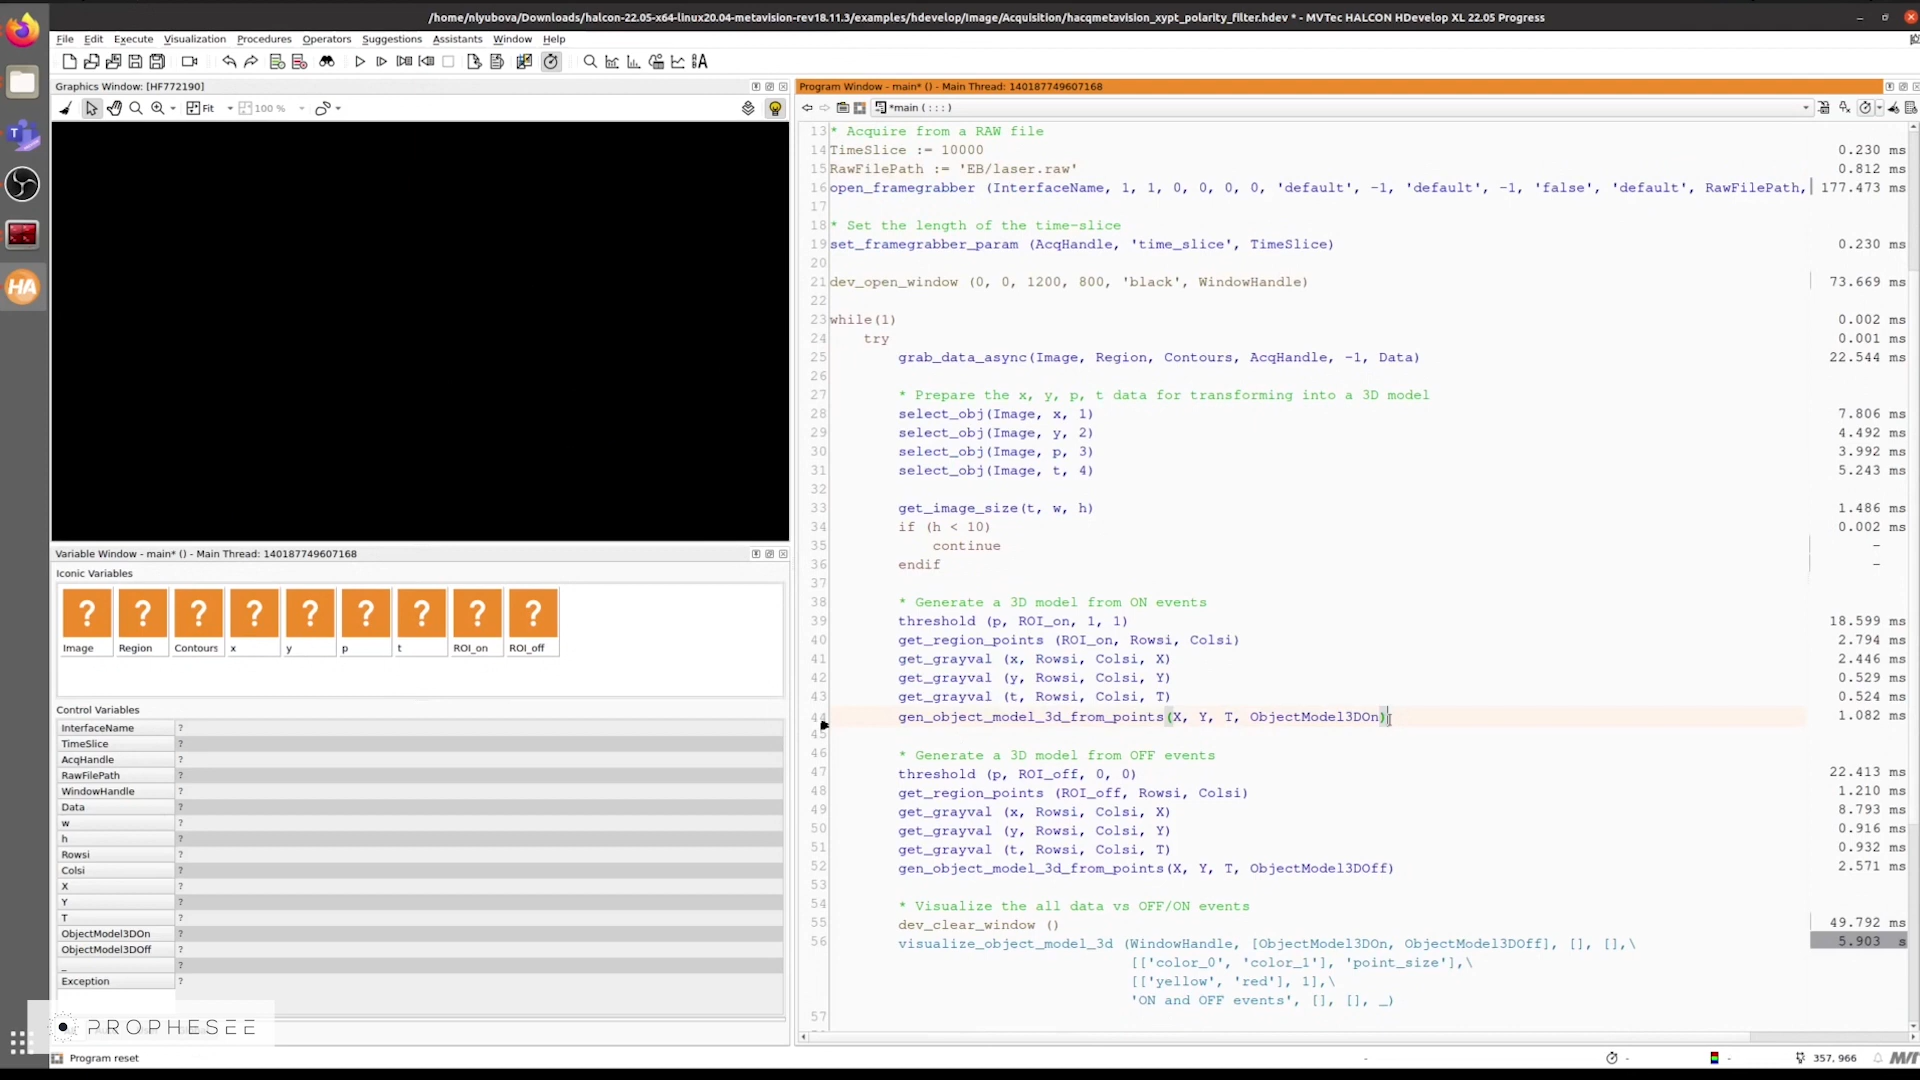 /home/nlyubova/Downloads/halcon-22.05-x64-linux20.04-metavision-rev18.11.3/examples/hdevelop/Image/Acquisition/hacqmetavision_xypt_polarity_filter.hdev * - MVTec HALCON HDevelop XL 22.05 Progress
File Edit Execute Visualization Procedures Operators Suggestions Assistants Window Help
Graphics Window: [HF772190]
Fit 100 %
Variable Window - main* () - Main Thread: 140187749607168
Iconic Variables
? ? ? ? ? ? ? ? ?
Image Region Contours x y p t ROI_on ROI_off
Control Variables
InterfaceName ?
TimeSlice ?
AcqHandle ?
RawFilePath ?
WindowHandle ?
Data ?
w ?
h ?
Rowsi ?
Colsi ?
X ?
Y ?
T ?
ObjectModel3DOn ?
ObjectModel3DOff ?
_ ?
Exception ?
PROPHESEE
Program reset
Program Window - main* () - Main Thread: 140187749607168
*main ( : : : )
13 * Acquire from a RAW file
14 TimeSlice := 10000 0.230 ms
15 RawFilePath := 'EB/laser.raw' 0.812 ms
16 open_framegrabber (InterfaceName, 1, 1, 0, 0, 0, 0, 'default', -1, 'default', -1, 'false', 'default', RawFilePath, 177.473 ms
17
18 * Set the length of the time-slice
19 set_framegrabber_param (AcqHandle, 'time_slice', TimeSlice) 0.230 ms
20
21 dev_open_window (0, 0, 1200, 800, 'black', WindowHandle) 73.669 ms
22
23 while(1) 0.002 ms
24 try 0.001 ms
25 grab_data_async(Image, Region, Contours, AcqHandle, -1, Data) 22.544 ms
26
27 * Prepare the x, y, p, t data for transforming into a 3D model
28 select_obj(Image, x, 1) 7.806 ms
29 select_obj(Image, y, 2) 4.492 ms
30 select_obj(Image, p, 3) 3.992 ms
31 select_obj(Image, t, 4) 5.243 ms
32
33 get_image_size(t, w, h) 1.486 ms
34 if (h < 10) 0.002 ms
35 continue –
36 endif –
37
38 * Generate a 3D model from ON events
39 threshold (p, ROI_on, 1, 1) 18.599 ms
40 get_region_points (ROI_on, Rowsi, Colsi) 2.794 ms
41 get_grayval (x, Rowsi, Colsi, X) 2.446 ms
42 get_grayval (y, Rowsi, Colsi, Y) 0.529 ms
43 get_grayval (t, Rowsi, Colsi, T) 0.524 ms
44 gen_object_model_3d_from_points(X, Y, T, ObjectModel3DOn) 1.082 ms
45
46 * Generate a 3D model from OFF events
47 threshold (p, ROI_off, 0, 0) 22.413 ms
48 get_region_points (ROI_off, Rowsi, Colsi) 1.210 ms
49 get_grayval (x, Rowsi, Colsi, X) 8.793 ms
50 get_grayval (y, Rowsi, Colsi, Y) 0.916 ms
51 get_grayval (t, Rowsi, Colsi, T) 0.932 ms
52 gen_object_model_3d_from_points(X, Y, T, ObjectModel3DOff) 2.571 ms
53
54 * Visualize the all data vs OFF/ON events
55 dev_clear_window () 49.792 ms
56 visualize_object_model_3d (WindowHandle, [ObjectModel3DOn, ObjectModel3DOff], [], [],\ 5.903 s
[['color_0', 'color_1'], 'point_size'],\
[['yellow', 'red'], 1],\
'ON and OFF events', [], [], _)
57
- - - 357, 966